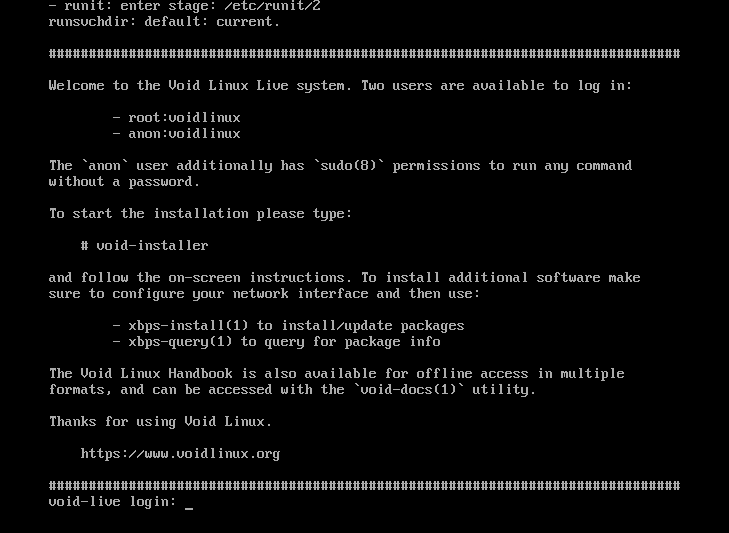 - runit: enter stage: /etc/runit/2
runsvchdir: default: current.
###############################################################################
Welcome to the Void Linux Live system. Two users are available to log in:
- root:voidlinux
- anon:voidlinux
The `anon` user additionally has `sudo(8)` permissions to run any command
without a password.
To start the installation please type:
# void-installer
and follow the on-screen instructions. To install additional software make
sure to configure your network interface and then use:
- xbps-install(1) to install/update packages
- xbps-query(1) to query for package info
The Void Linux Handbook is also available for offline access in multiple
formats, and can be accessed with the `void-docs(1)` utility.
Thanks for using Void Linux.
https://www.voidlinux.org
###############################################################################
void-live login: _